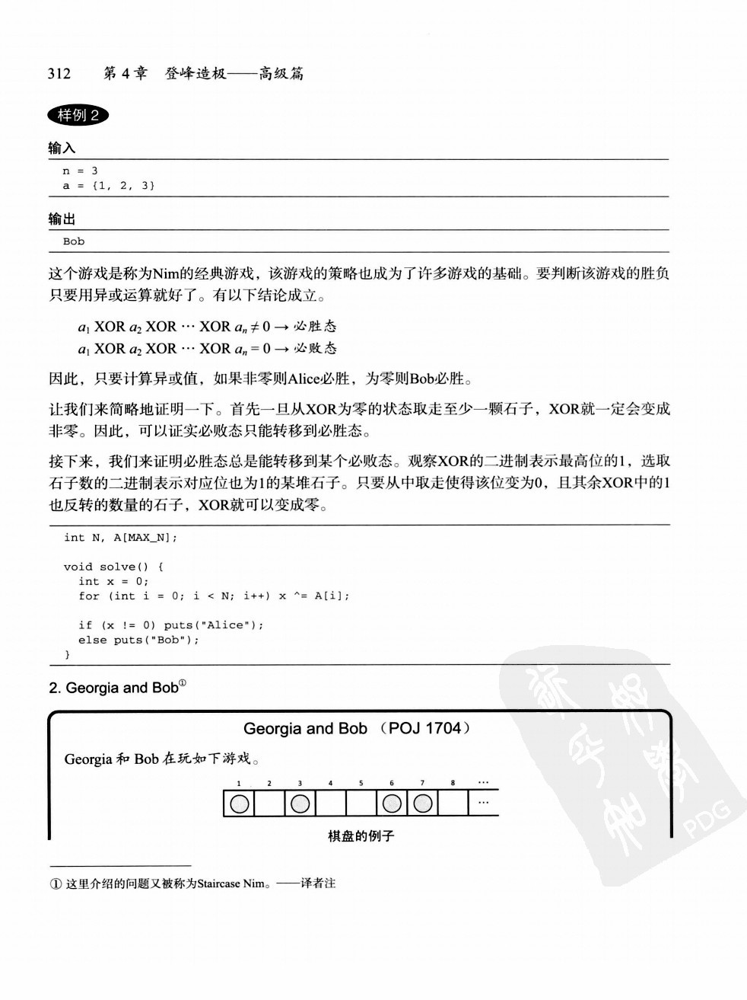 312 第 4 章 登峰造极——高级篇
样例 2
输入
n = 3
a = {1, 2, 3}
输出
Bob
这个游戏是称为Nim的经典游戏，该游戏的策略也成为了许多游戏的基础。要判断该游戏的胜负
只要用异或运算就好了。有以下结论成立。
a₁ XOR a₂ XOR ⋯ XOR aₙ ≠ 0 → 必胜态
a₁ XOR a₂ XOR ⋯ XOR aₙ = 0 → 必败态
因此，只要计算异或值，如果非零则Alice必胜，为零则Bob必胜。
让我们来简略地证明一下。首先一旦从XOR为零的状态取走至少一颗石子，XOR就一定会变成
非零。因此，可以证实必败态只能转移到必胜态。
接下来，我们来证明必胜态总是能转移到某个必败态。观察XOR的二进制表示最高位的1，选取
石子数的二进制表示对应位也为1的某堆石子。只要从中取走使得该位变为0，且其余XOR中的1
也反转的数量的石子，XOR就可以变成零。
int N, A[MAX_N];
void solve() {
int x = 0;
for (int i = 0; i < N; i++) x ^= A[i];
if (x != 0) puts("Alice");
else puts("Bob");
}
2. Georgia and Bob①
Georgia and Bob （POJ 1704）
Georgia 和 Bob 在玩如下游戏。
1 2 3 4 5 6 7 8 ⋯
⋯
棋盘的例子
① 这里介绍的问题又被称为Staircase Nim。——译者注
PDG